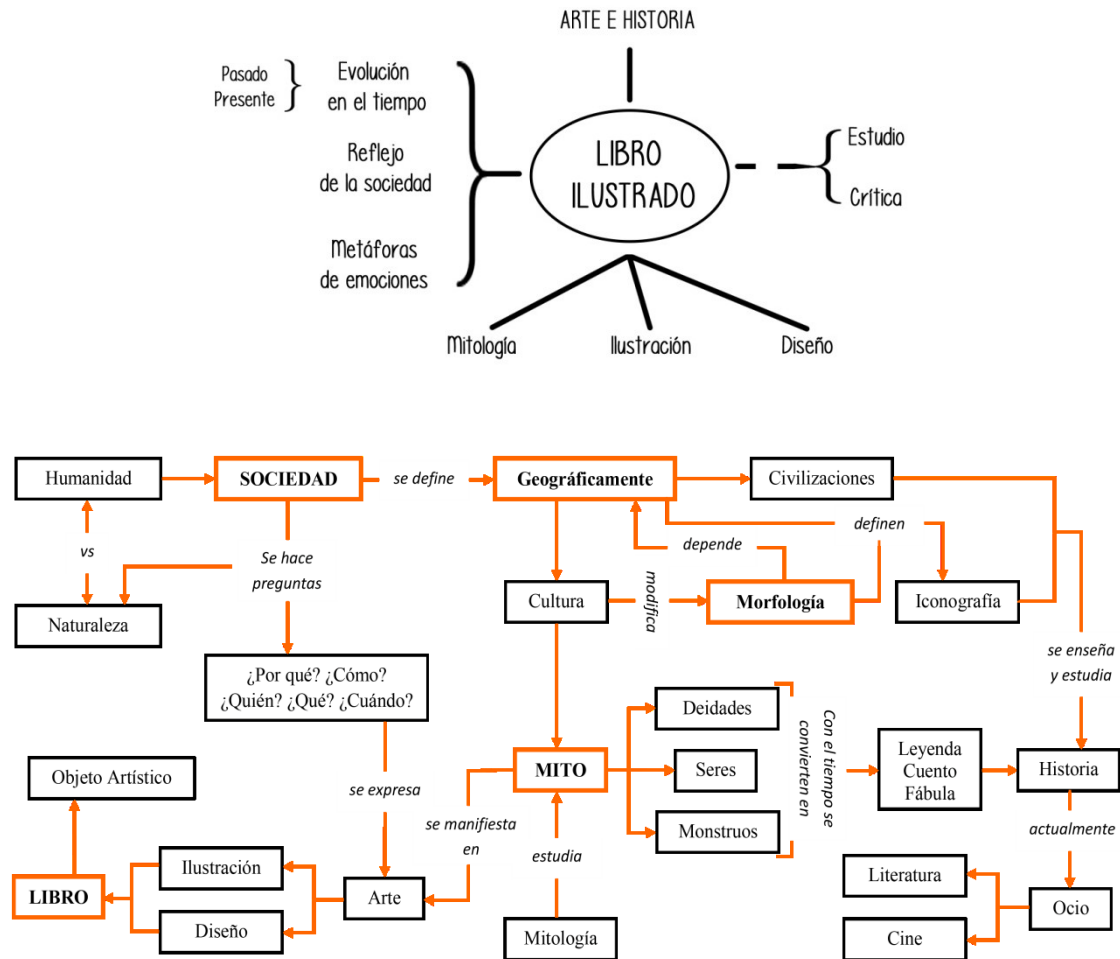 ARTE E HISTORIA
Pasado
Presente
Evolución
en el tiempo
Reflejo
de la sociedad
Metáforas
de emociones
LIBRO
ILUSTRADO
Estudio
Crítica
Mitología
Ilustración
Diseño
Humanidad
SOCIEDAD
se define
Geográficamente
Civilizaciones
vs
Se hace
preguntas
depende
definen
Naturaleza
Cultura
modifica
Morfología
Iconografía
¿Por qué? ¿Cómo?
¿Quién? ¿Qué? ¿Cuándo?
se enseña
y estudia
Deidades
Objeto Artístico
se expresa
MITO
Seres
Con el tiempo se
convierten en
Leyenda
Cuento
Fábula
Historia
se manifiesta
en
estudia
Monstruos
actualmente
Ilustración
LIBRO
Arte
Literatura
Ocio
Diseño
Mitología
Cine